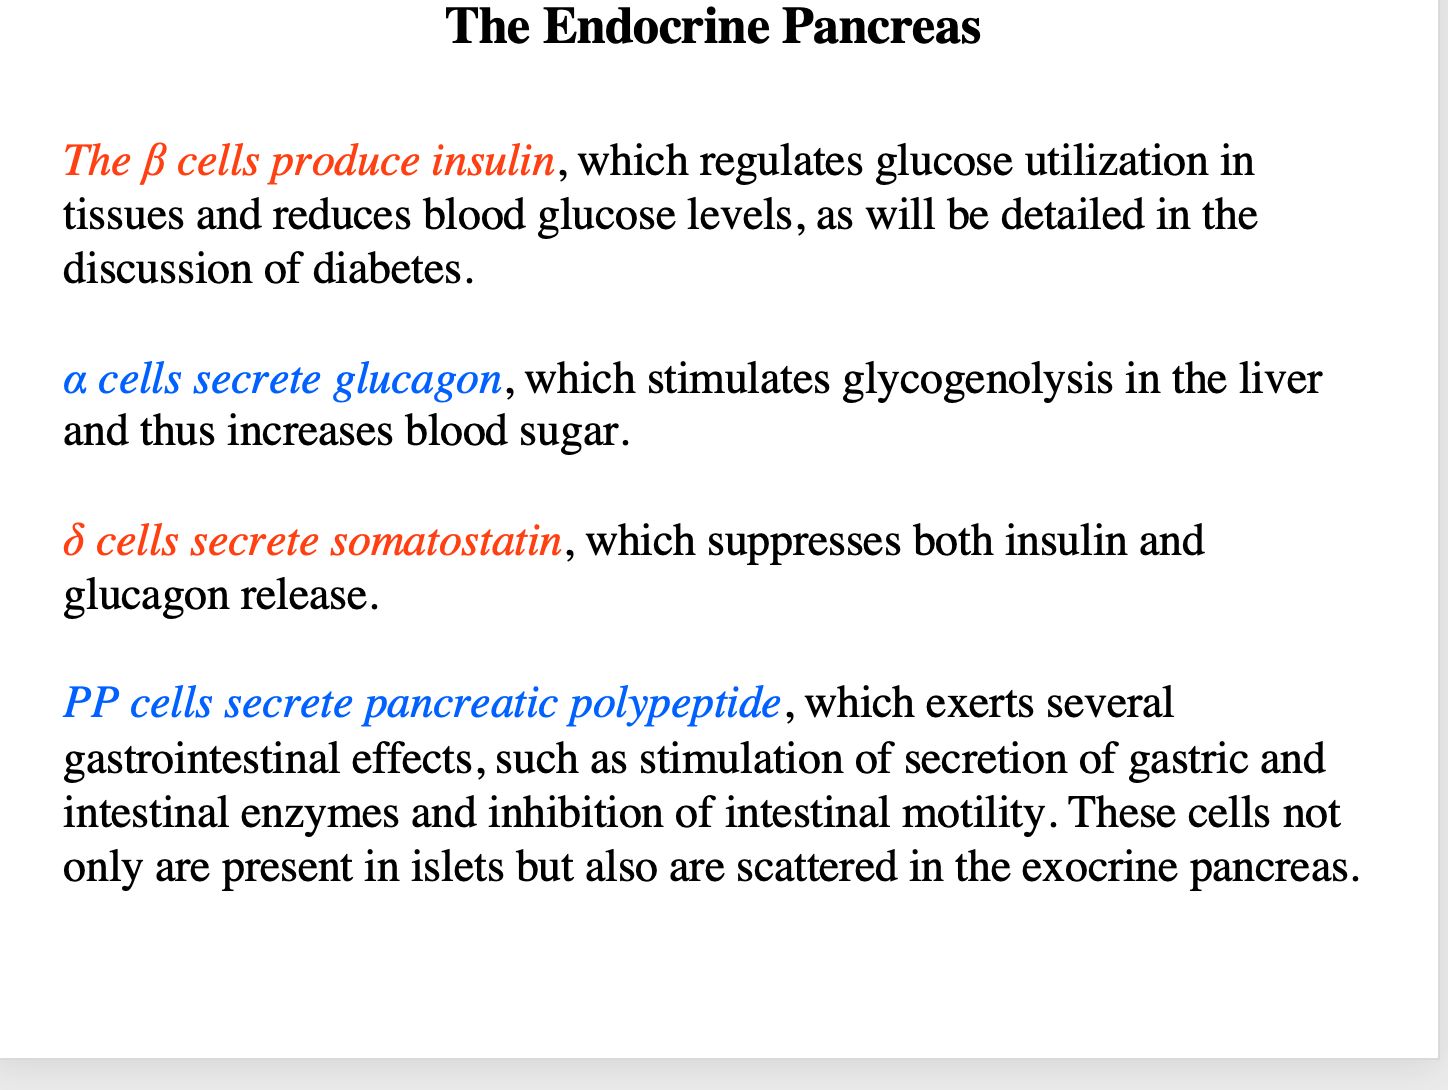 The Endocrine Pancreas
The β cells produce insulin, which regulates glucose utilization in
tissues and reduces blood glucose levels, as will be detailed in the
discussion of diabetes.
α cells secrete glucagon, which stimulates glycogenolysis in the liver
and thus increases blood sugar.
δ cells secrete somatostatin, which suppresses both insulin and
glucagon release.
PP cells secrete pancreatic polypeptide, which exerts several
gastrointestinal effects, such as stimulation of secretion of gastric and
intestinal enzymes and inhibition of intestinal motility. These cells not
only are present in islets but also are scattered in the exocrine pancreas.